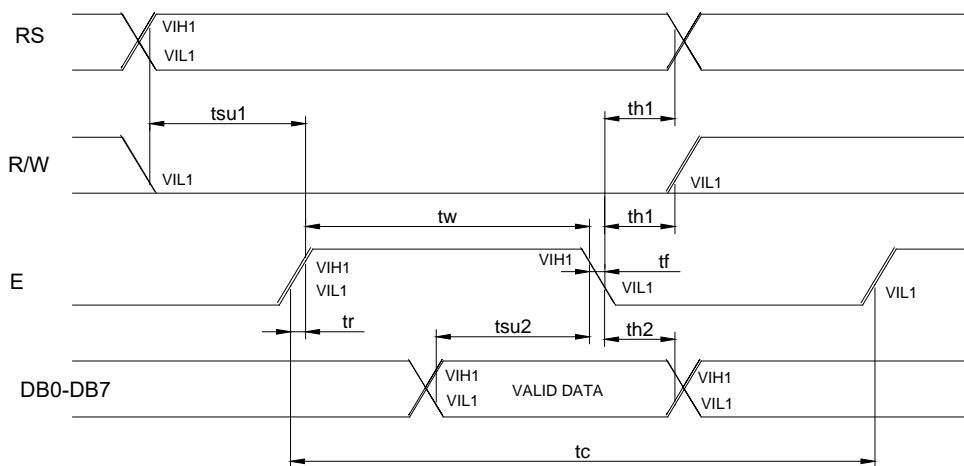 RS
VIH1
VIL1
tsu1
th1
R/W
VIL1
VIL1
tw
th1
E
VIH1
VIL1
VIH1
tf
VIL1
VIL1
tr
tsu2
th2
DB0-DB7
VIH1
VIL1
VALID DATA
VIH1
VIL1
tc